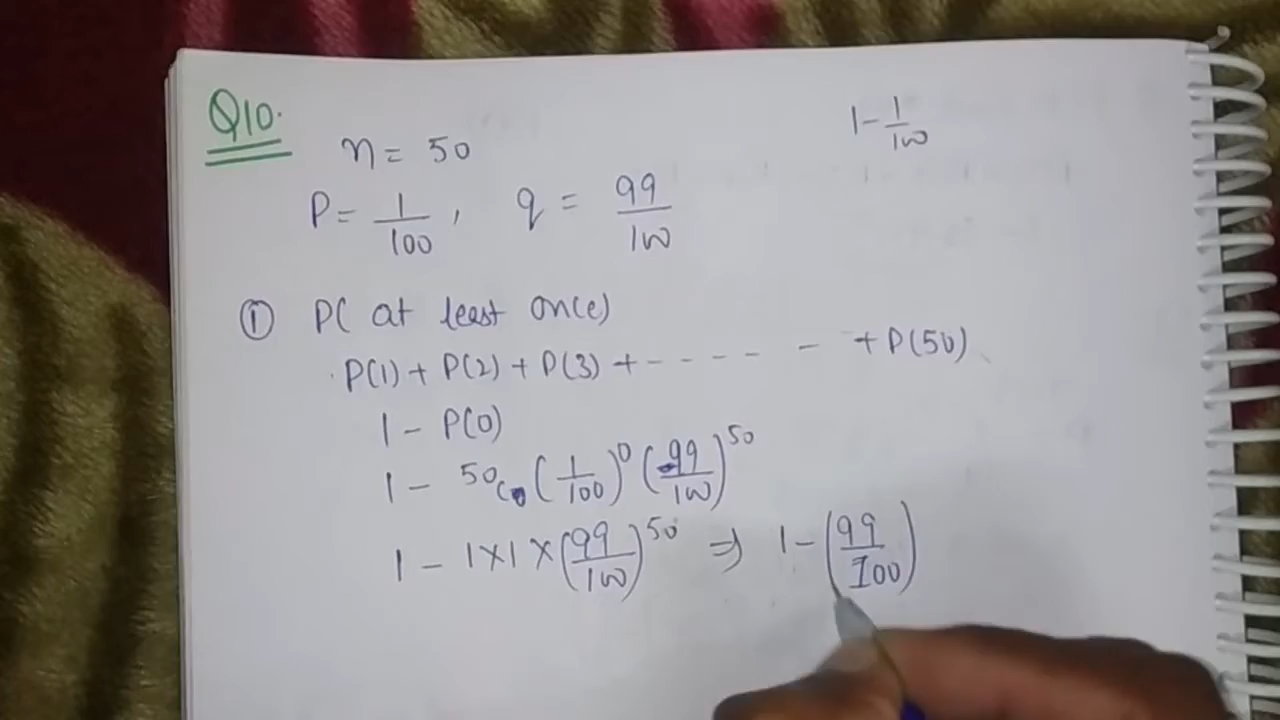 Q10.
n = 50
1 - 1/100
P = 1/100, q = 99/100
① P( at least once)
P(1) + P(2) + P(3) + - - - - - + P(50)
1 - P(0)
1 - 50C0 (1/100)^0 (99/100)^50
1 - 1×1×(99/100)^50 ⇒ 1 - (99/100)